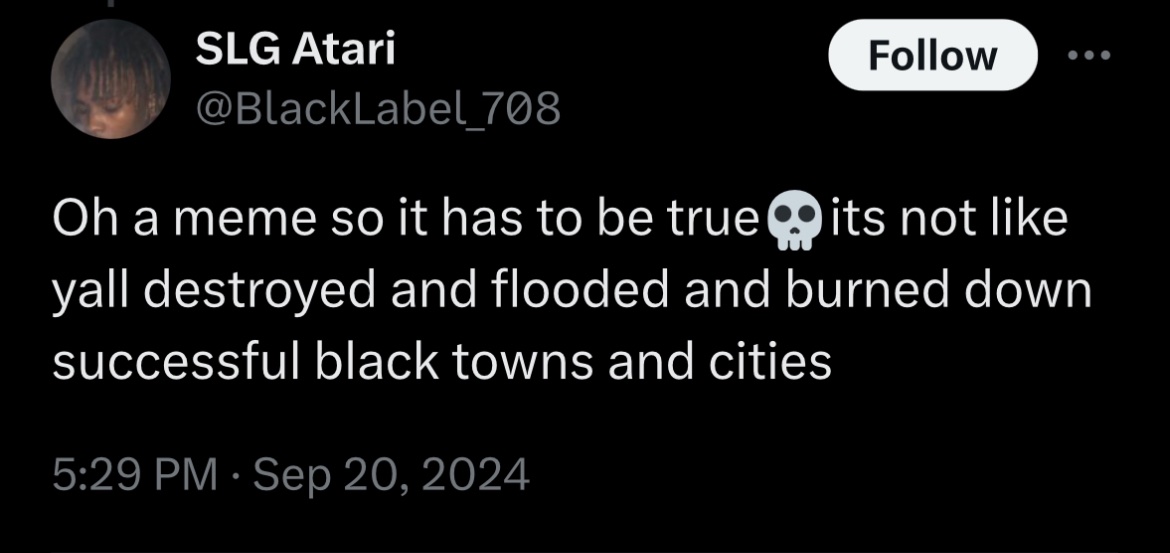 SLG Atari
Follow
@BlackLabel_708
Oh a meme so it has to be true💀its not like
yall destroyed and flooded and burned down
successful black towns and cities
5:29 PM · Sep 20, 2024